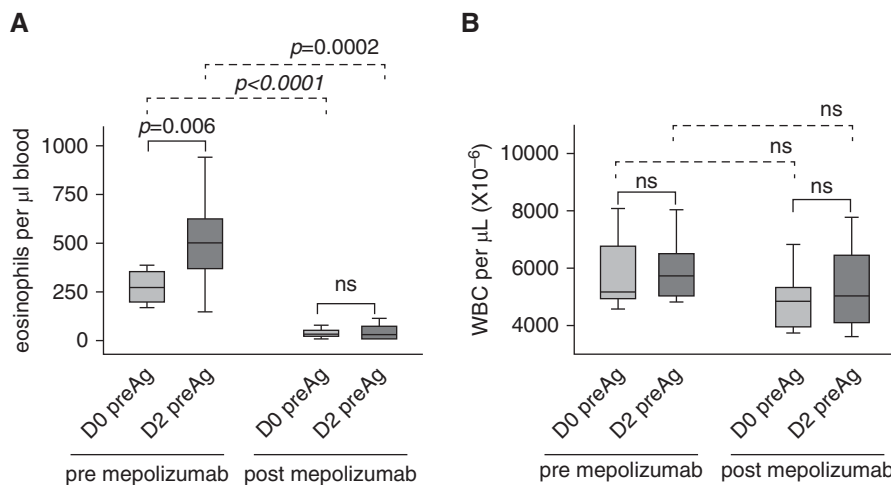 A
p=0.0002
p<0.0001
p=0.006
ns
eosinophils per μl blood
1000
750
500
250
0
D0 preAg
D2 preAg
D0 preAg
D2 preAg
pre mepolizumab
post mepolizumab
B
ns
ns
ns
ns
WBC per μL (X10⁻⁶)
10000
8000
6000
4000
D0 preAg
D2 preAg
D0 preAg
D2 preAg
pre mepolizumab
post mepolizumab